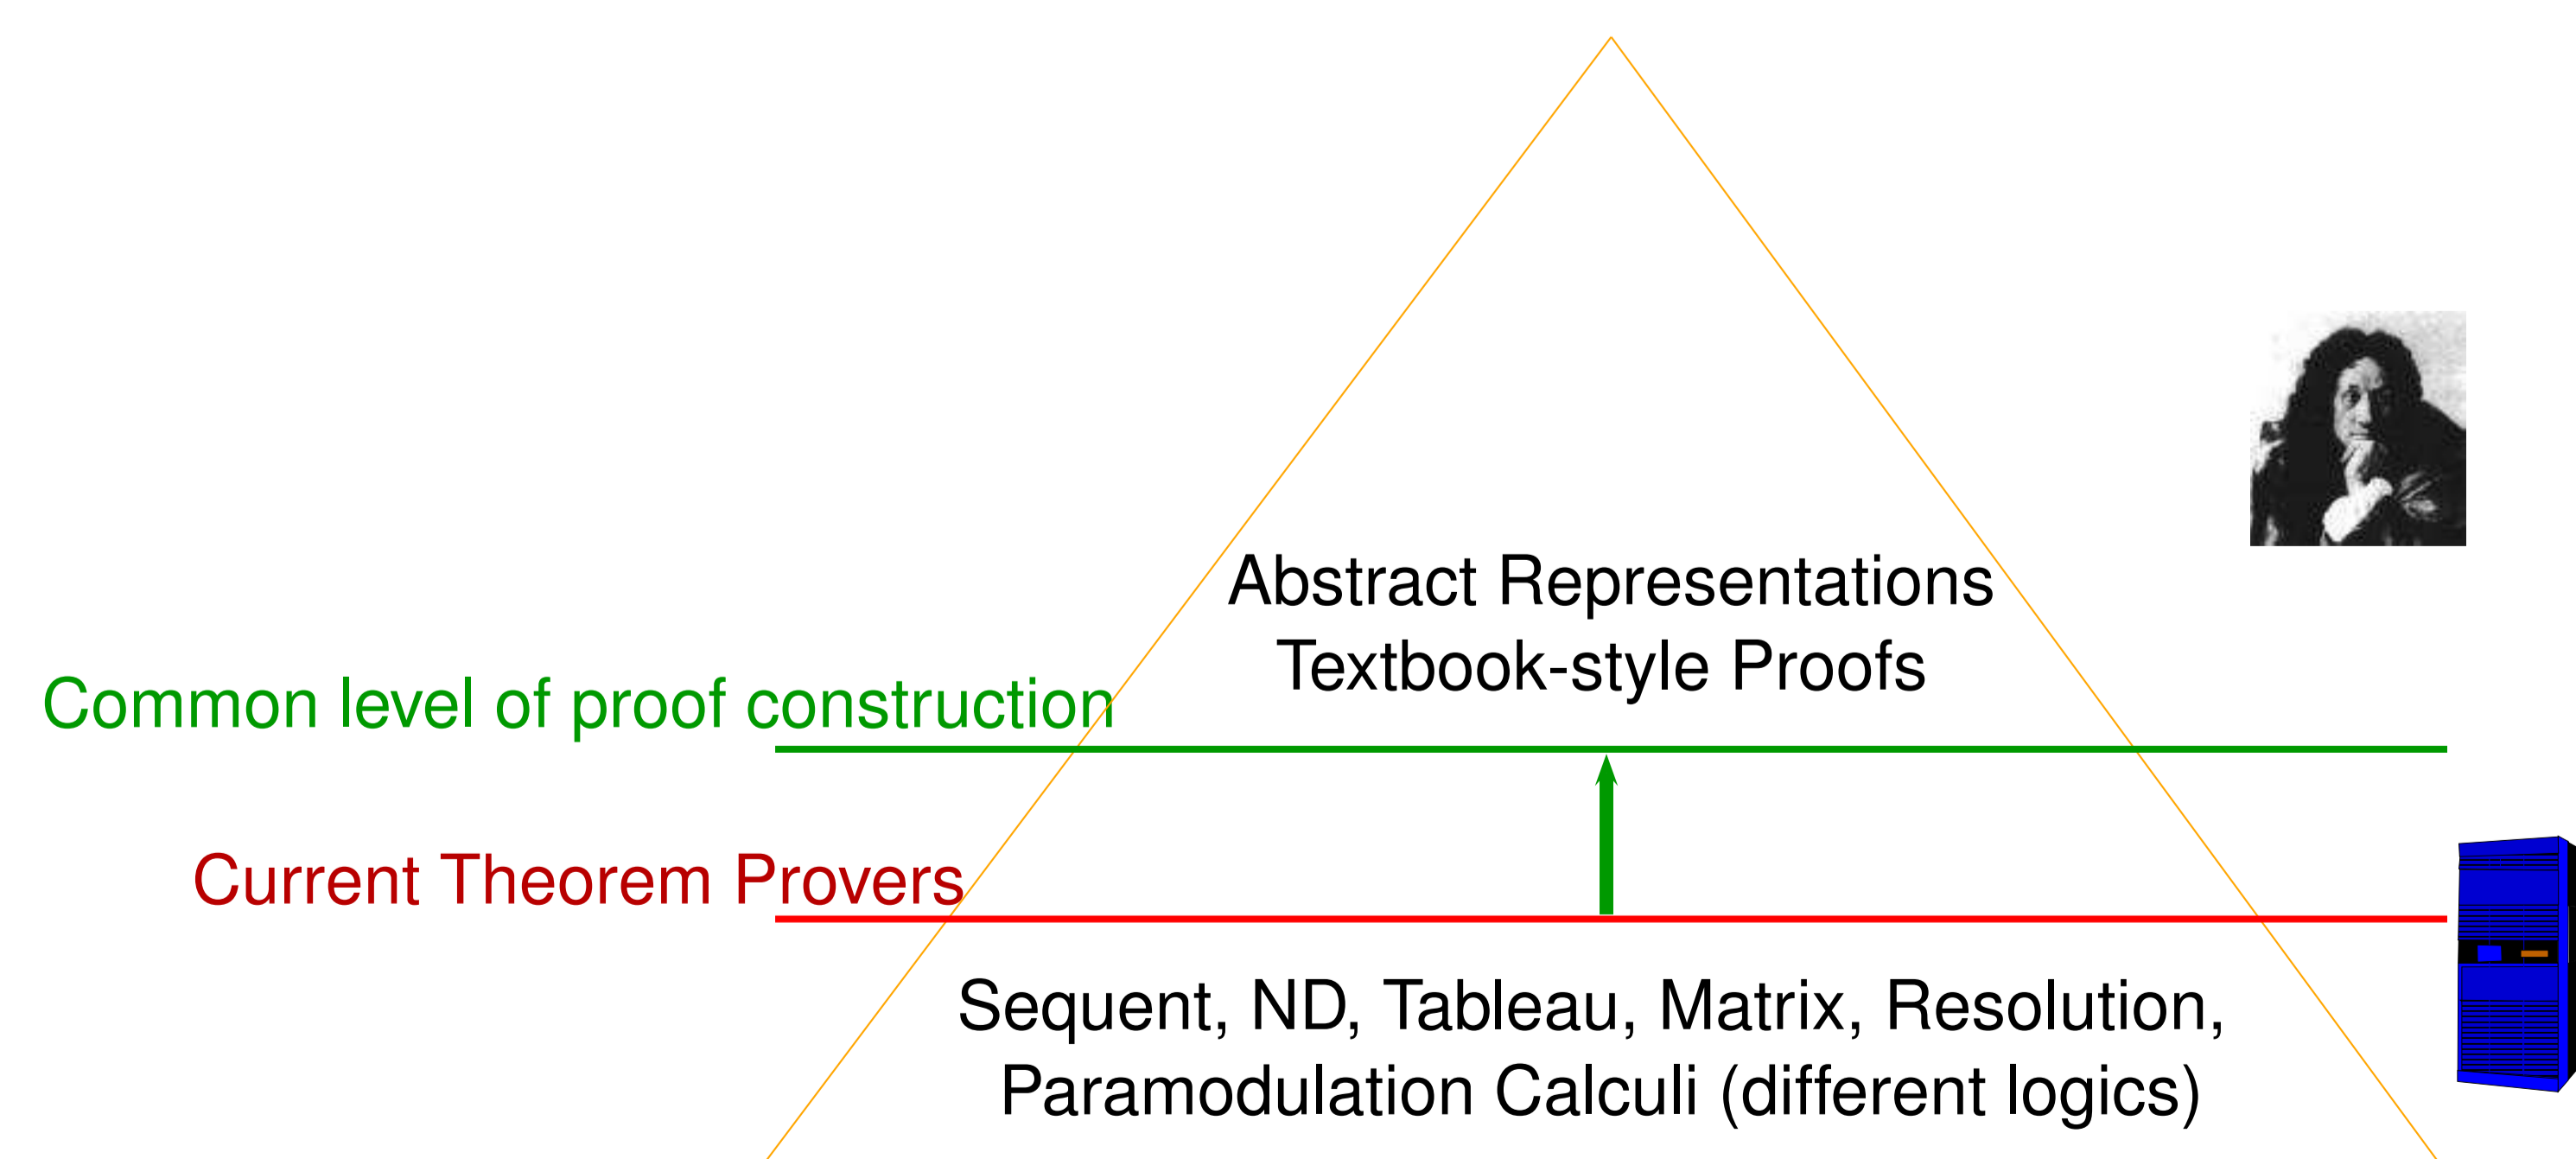 Abstract Representations
Textbook-style Proofs
Common level of proof construction
Current Theorem Provers
Sequent, ND, Tableau, Matrix, Resolution,
Paramodulation Calculi (different logics)